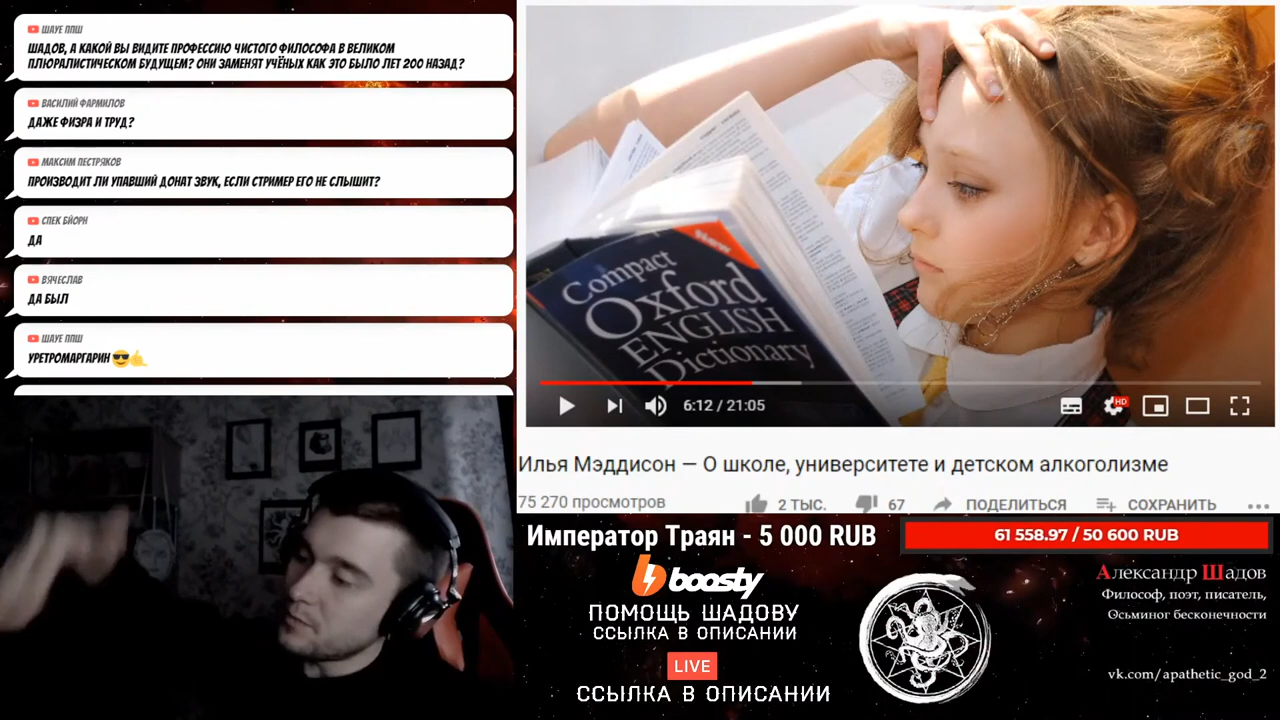 ШАУЕ ППШ
ШАДОВ, А КАКОЙ ВЫ ВИДИТЕ ПРОФЕССИЮ ЧИСТОГО ФИЛОСОФА В ВЕЛИКОМ
ПЛЮРАЛИСТИЧЕСКОМ БУДУЩЕМ? ОНИ ЗАМЕНЯТ УЧЁНЫХ КАК ЭТО БЫЛО ЛЕТ 200 НАЗАД?
ВАСИЛИЙ ФАРМИЛОВ
ДАЖЕ ФИЗРА И ТРУД?
МАКСИМ ПЕСТРЯКОВ
ПРОИЗВОДИТ ЛИ УПАВШИЙ ДОНАТ ЗВУК, ЕСЛИ СТРИМЕР ЕГО НЕ СЛЫШИТ?
СПЕК БЙОРН
ДА
ВЯЧЕСЛАВ
ДА БЫЛ
ШАУЕ ППШ
УРЕТРОМАРГАРИН 😎🤙
New
Compact
Oxford
ENGLISH
Dictionary
6:12 / 21:05
HD
Илья Мэддисон — О школе, университете и детском алкоголизме
75 270 просмотров
2 ТЫС.
67
ПОДЕЛИТЬСЯ
СОХРАНИТЬ
Император Траян - 5 000 RUB
61 558.97 / 50 600 RUB
boosty
ПОМОЩЬ ШАДОВУ
ССЫЛКА В ОПИСАНИИ
LIVE
ССЫЛКА В ОПИСАНИИ
Александр Шадов
Философ, поэт, писатель,
Осьминог бесконечности
vk.com/apathetic_god_2